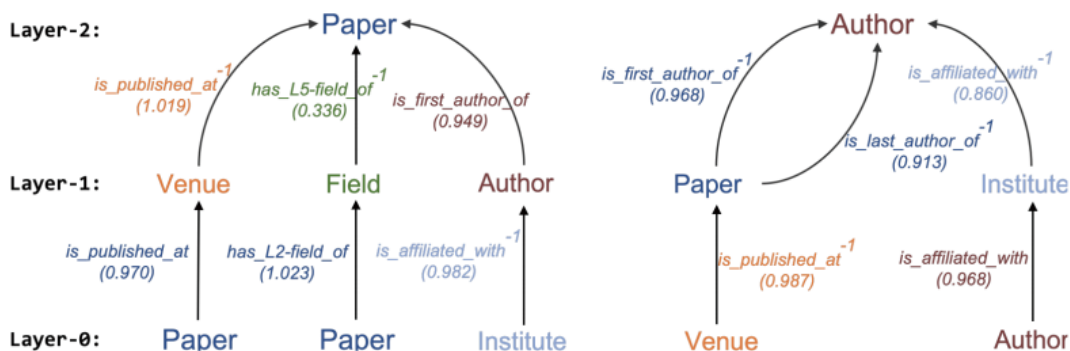 Layer-2: Paper Author
is_published_at^-1 (1.019)
has_L5-field_of^-1 (0.336)
is_first_author_of (0.949)
is_first_author_of^-1 (0.968)
is_last_author_of^-1 (0.913)
is_affiliated_with^-1 (0.860)
Layer-1: Venue Field Author Paper Institute
is_published_at (0.970)
has_L2-field_of (1.023)
is_affiliated_with^-1 (0.982)
is_published_at^-1 (0.987)
is_affiliated_with (0.968)
Layer-0: Paper Paper Institute Venue Author